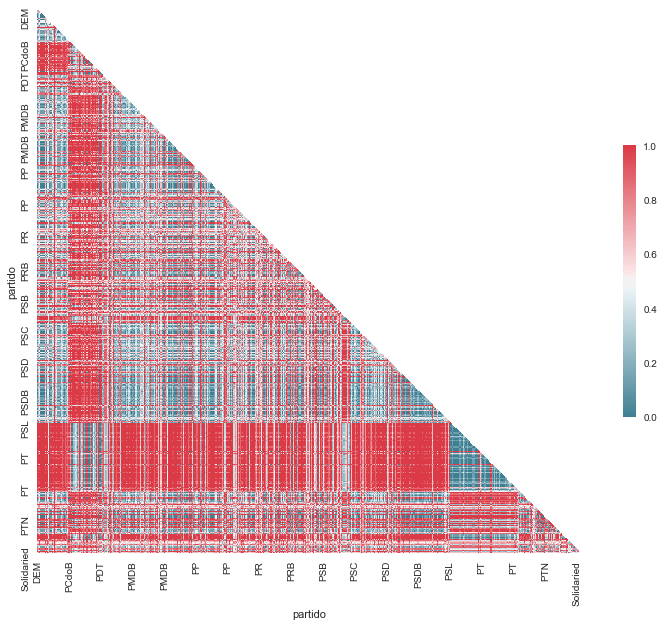 DEM
PCdoB
PDT
PMDB
PMDB
PP
PP
PR
PRB
PSB
PSC
PSD
PSDB
PSL
PT
PT
PTN
Solidaried
partido
DEM
PCdoB
PDT
PMDB
PMDB
PP
PP
PR
PRB
PSB
PSC
PSD
PSDB
PSL
PT
PT
PTN
Solidaried
partido
1.0
0.8
0.6
0.4
0.2
0.0